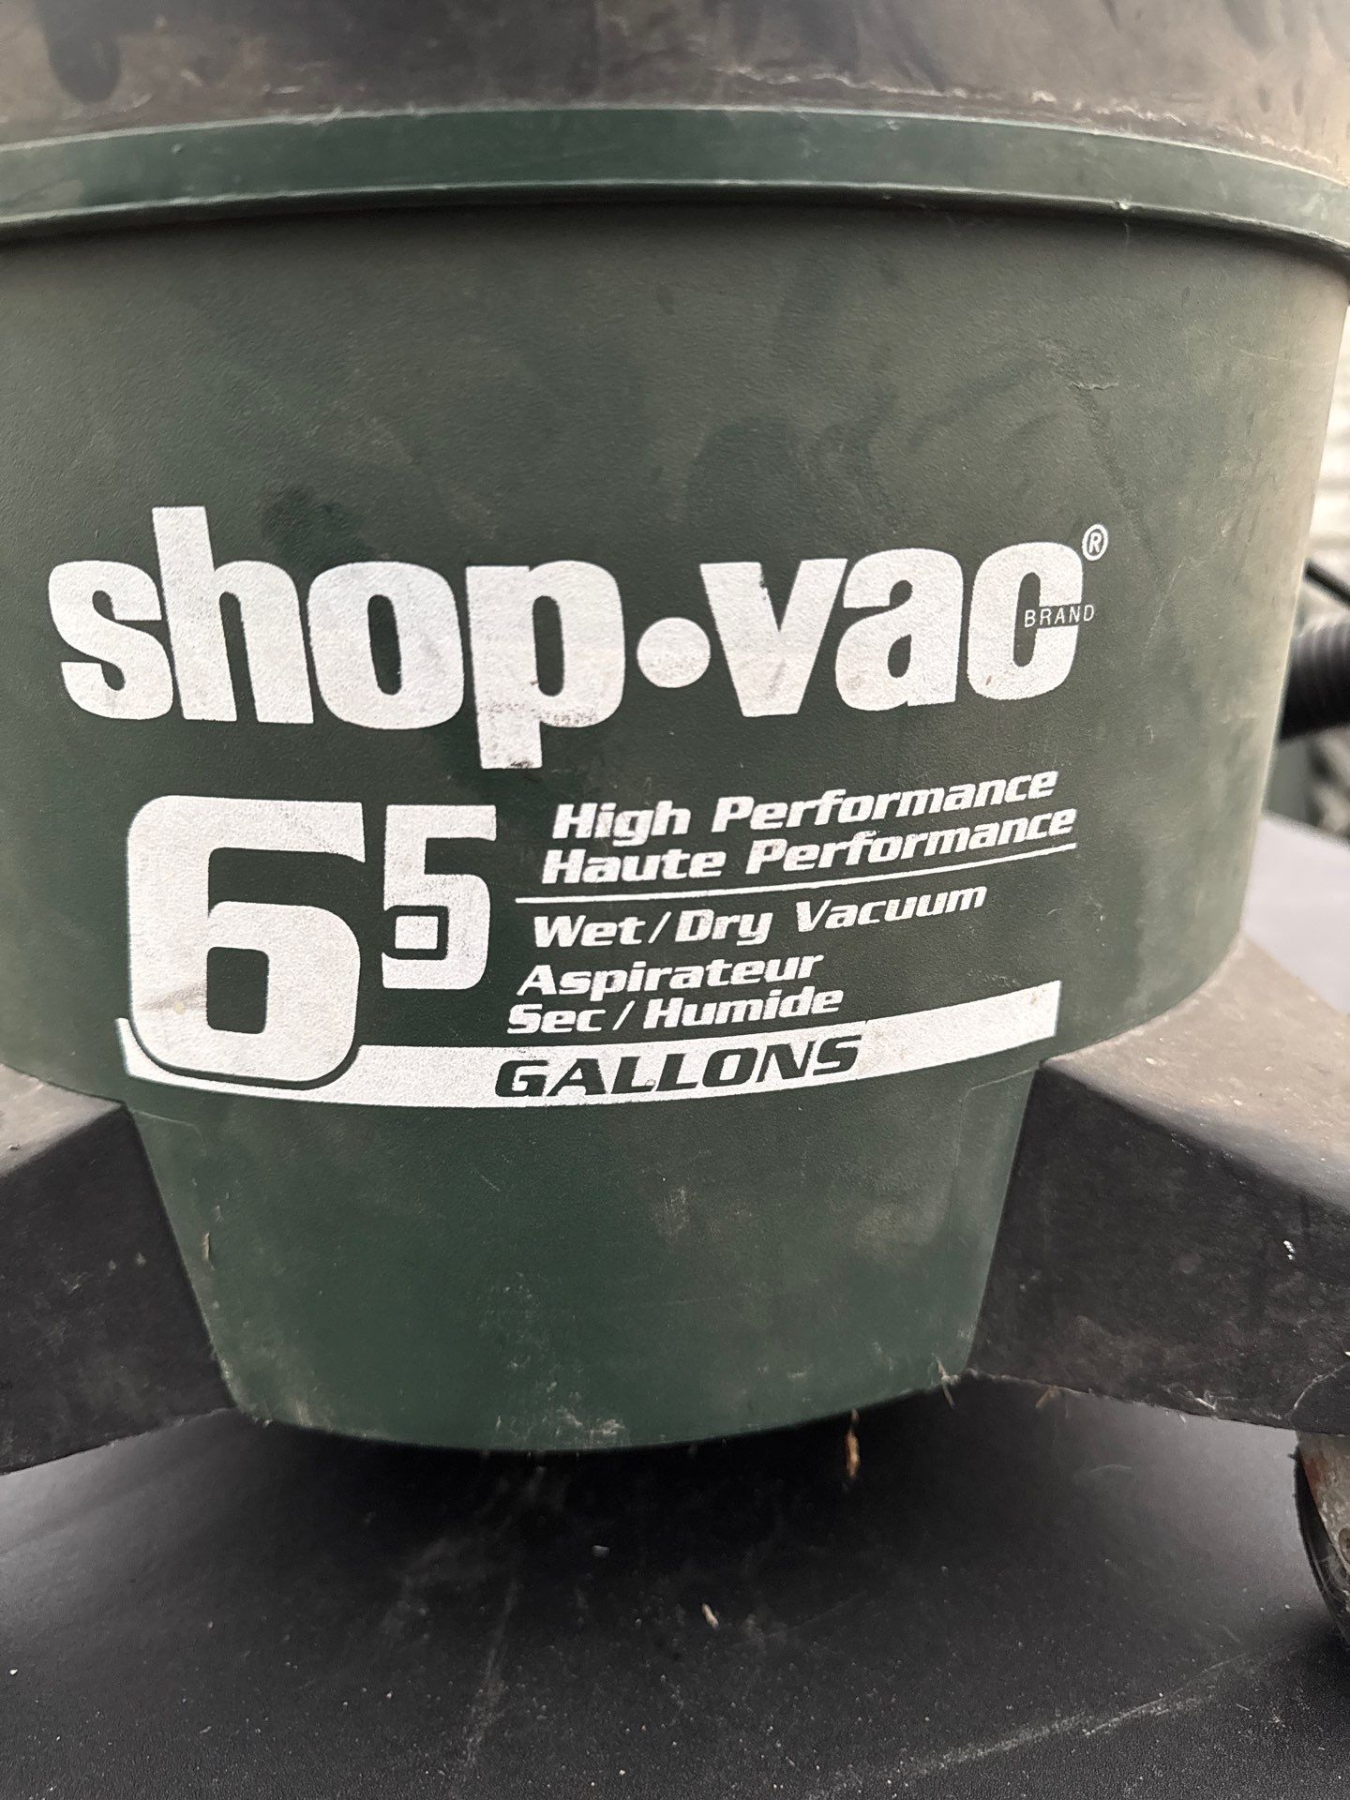 shop·vac®
BRAND
6.5
High Performance
Haute Performance
Wet/Dry Vacuum
Aspirateur
Sec/Humide
GALLONS